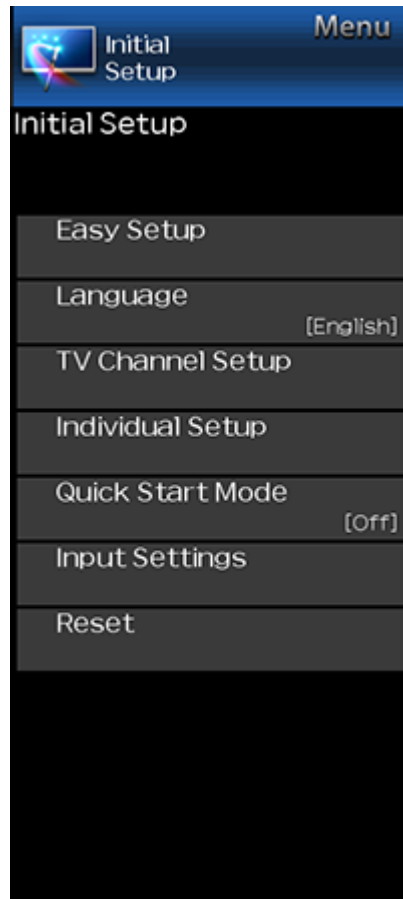 Menu
Initial
Setup
Initial Setup
Easy Setup
Language
[English]
TV Channel Setup
Individual Setup
Quick Start Mode
[Off]
Input Settings
Reset